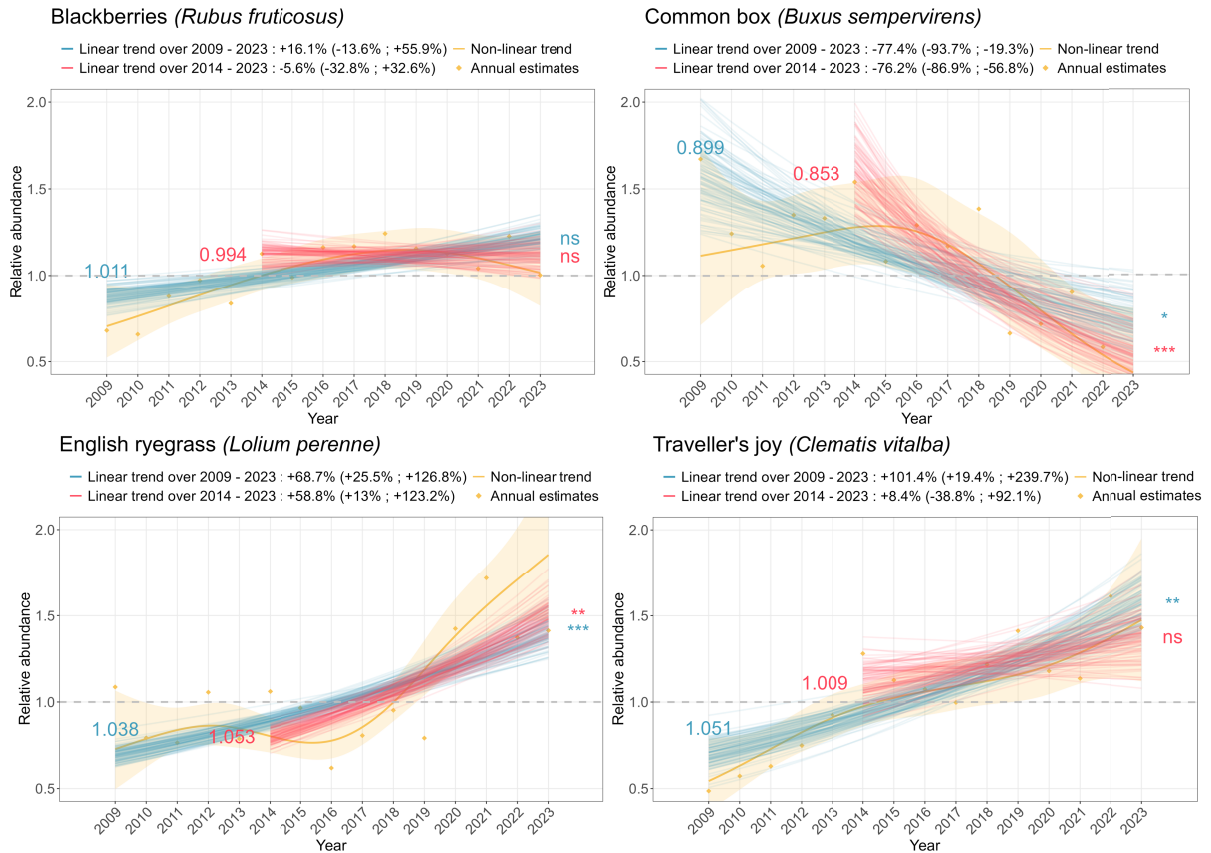 Blackberries (Rubus fruticosus)
Linear trend over 2009 - 2023 : +16.1% (-13.6% ; +55.9%) Non-linear trend
Linear trend over 2014 - 2023 : -5.6% (-32.8% ; +32.6%) Annual estimates
Relative abundance
2.0
1.5
1.0
0.5
1.011
0.994
ns
ns
2009 2010 2011 2012 2013 2014 2015 2016 2017 2018 2019 2020 2021 2022 2023
Year
Common box (Buxus sempervirens)
Linear trend over 2009 - 2023 : -77.4% (-93.7% ; -19.3%) Non-linear trend
Linear trend over 2014 - 2023 : -76.2% (-86.9% ; -56.8%) Annual estimates
Relative abundance
2.0
1.5
1.0
0.5
0.899
0.853
*
***
2009 2010 2011 2012 2013 2014 2015 2016 2017 2018 2019 2020 2021 2022 2023
Year
English ryegrass (Lolium perenne)
Linear trend over 2009 - 2023 : +68.7% (+25.5% ; +126.8%) Non-linear trend
Linear trend over 2014 - 2023 : +58.8% (+13% ; +123.2%) Annual estimates
Relative abundance
2.0
1.5
1.0
0.5
1.038
1.053
**
***
2009 2010 2011 2012 2013 2014 2015 2016 2017 2018 2019 2020 2021 2022 2023
Year
Traveller's joy (Clematis vitalba)
Linear trend over 2009 - 2023 : +101.4% (+19.4% ; +239.7%) Non-linear trend
Linear trend over 2014 - 2023 : +8.4% (-38.8% ; +92.1%) Annual estimates
Relative abundance
2.0
1.5
1.0
0.5
1.051
1.009
**
ns
2009 2010 2011 2012 2013 2014 2015 2016 2017 2018 2019 2020 2021 2022 2023
Year